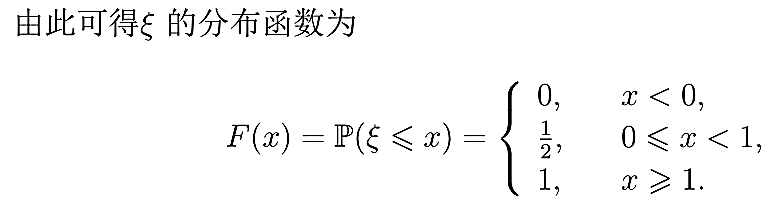 由此可得ξ 的分布函数为
F(x) = ℙ(ξ ⩽ x) = { 0, x < 0,
1/2, 0 ⩽ x < 1,
1, x ⩾ 1.